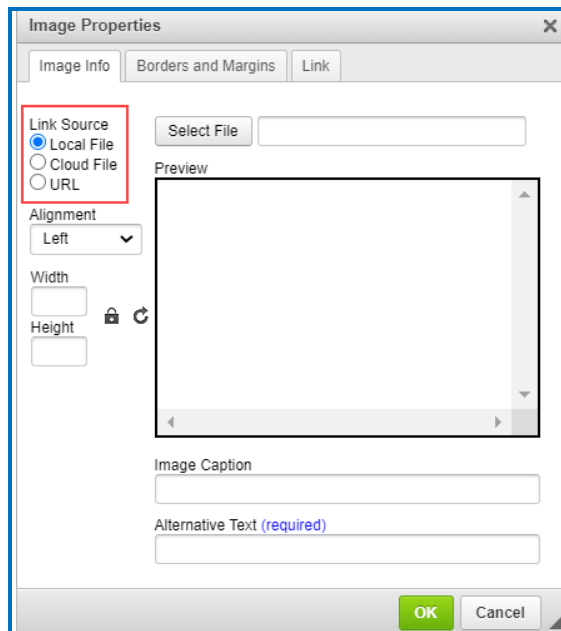 Image Properties
Image Info
Borders and Margins
Link
Link Source
Local File
Cloud File
URL
Select File
Preview
Alignment
Left
Width
Height
Image Caption
Alternative Text (required)
OK
Cancel